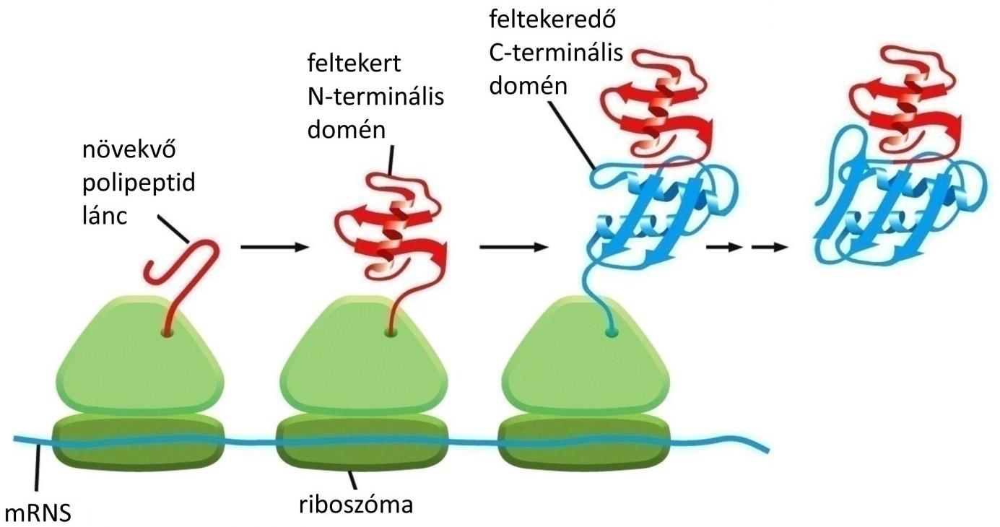 növekvő
polipeptid
lánc
feltekert
N-terminális
domén
feltekeredő
C-terminális
domén
mRNS
riboszóma